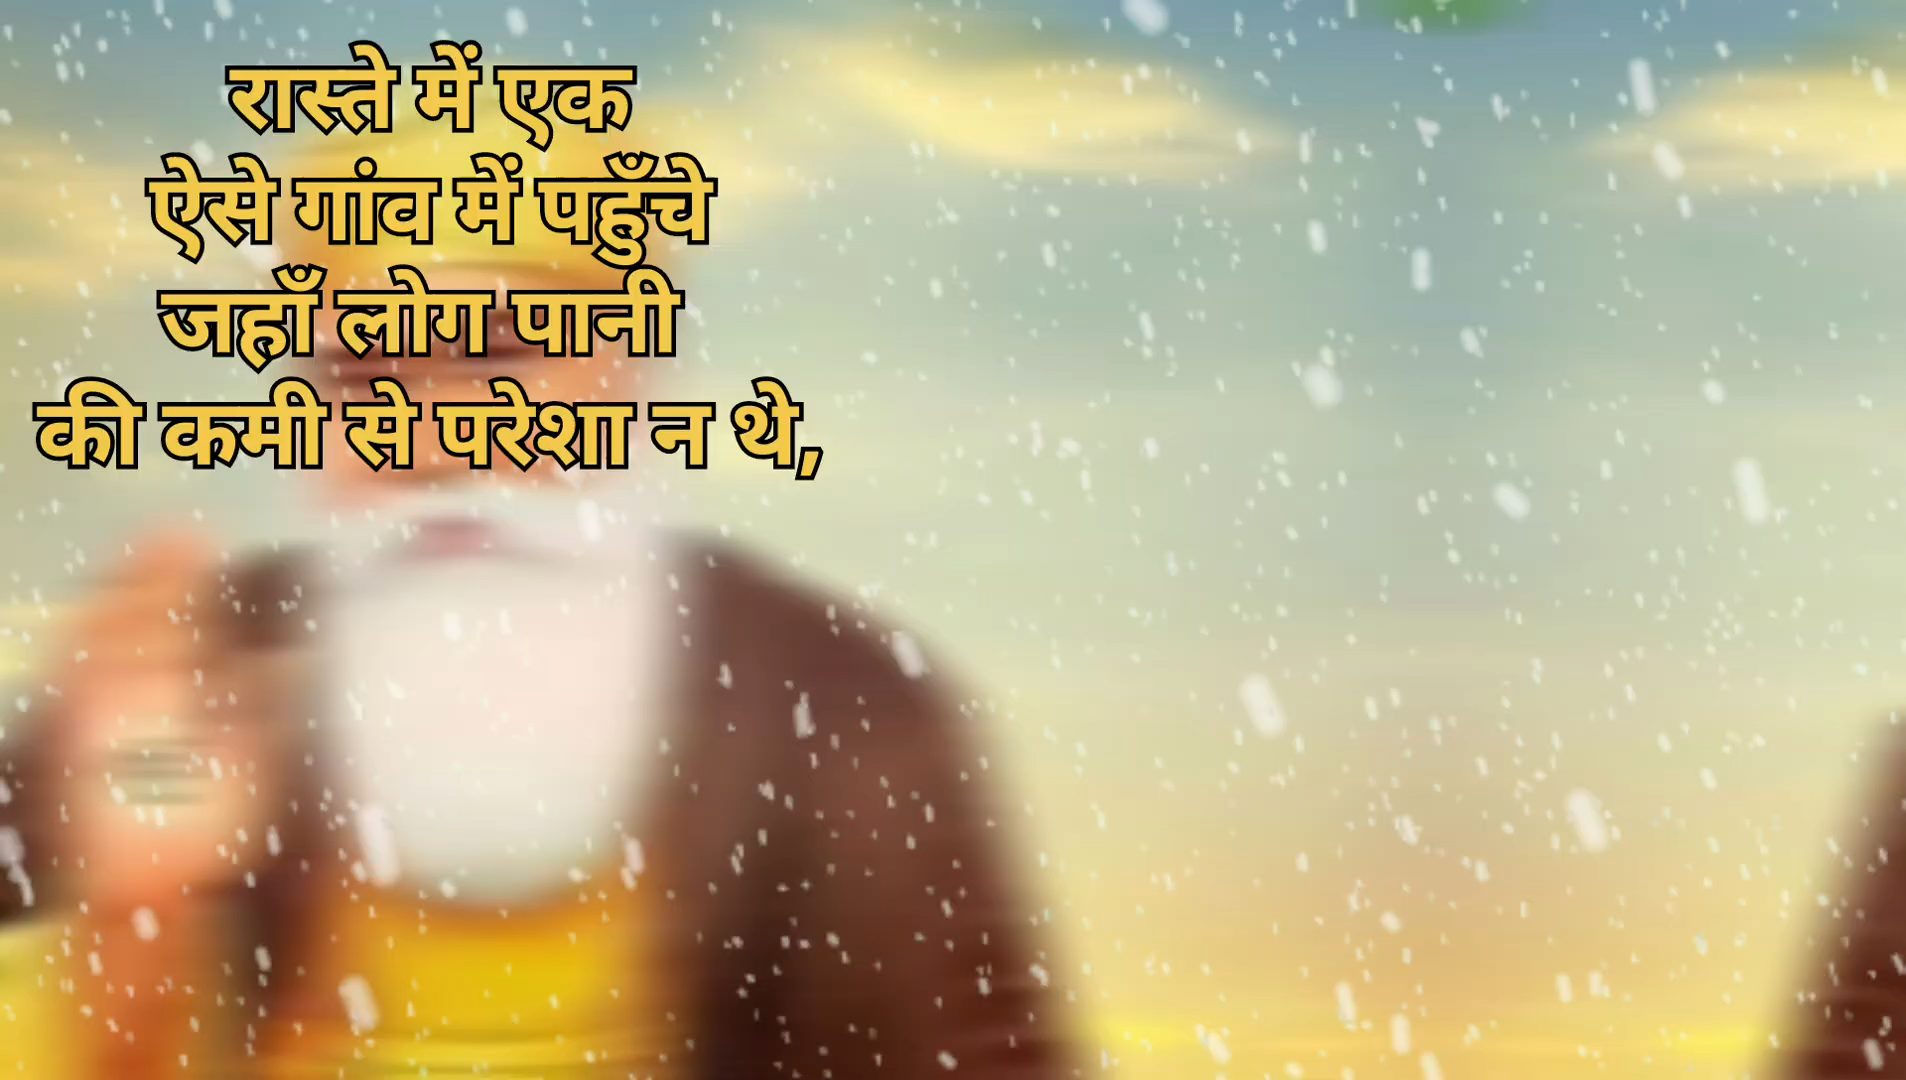 रास्ते में एक
ऐसे गांव में पहुँचे
जहाँ लोग पानी
की कमी से परेशा न थे,